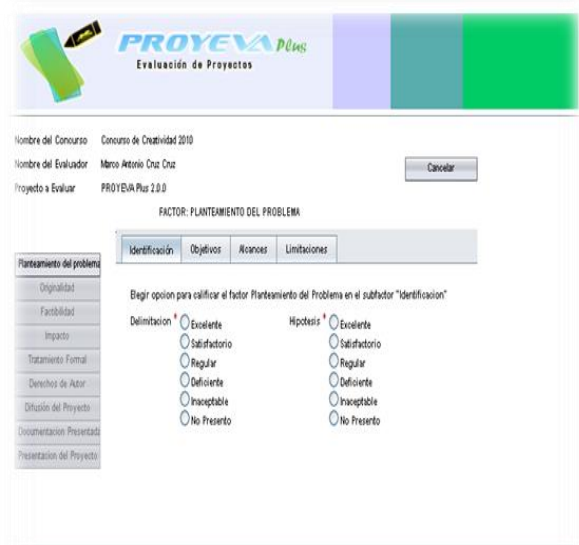 PROYEVA Plus
Evaluación de Proyectos
Nombre del Concurso Concurso de Creatividad 2010
Nombre del Evaluador Marco Antonio Cruz Cruz
Cancelar
Proyecto a Evaluar PROYEVA Plus 2.0.0
FACTOR: PLANTEAMIENTO DEL PROBLEMA
Identificación Objetivos Alcances Limitaciones
Planteamiento del problema
Originalidad
Factibilidad
Impacto
Tratamiento Formal
Derechos de Autor
Difusión del Proyecto
Documentacion Presentada
Presentacion del Proyecto
Elegir opcion para calificar el factor Planteamiento del Problema en el subfactor "Identificacion"
Delimitacion * Excelente
Satisfactorio
Regular
Deficiente
Inaceptable
No Presento
Hipotesis * Excelente
Satisfactorio
Regular
Deficiente
Inaceptable
No Presento